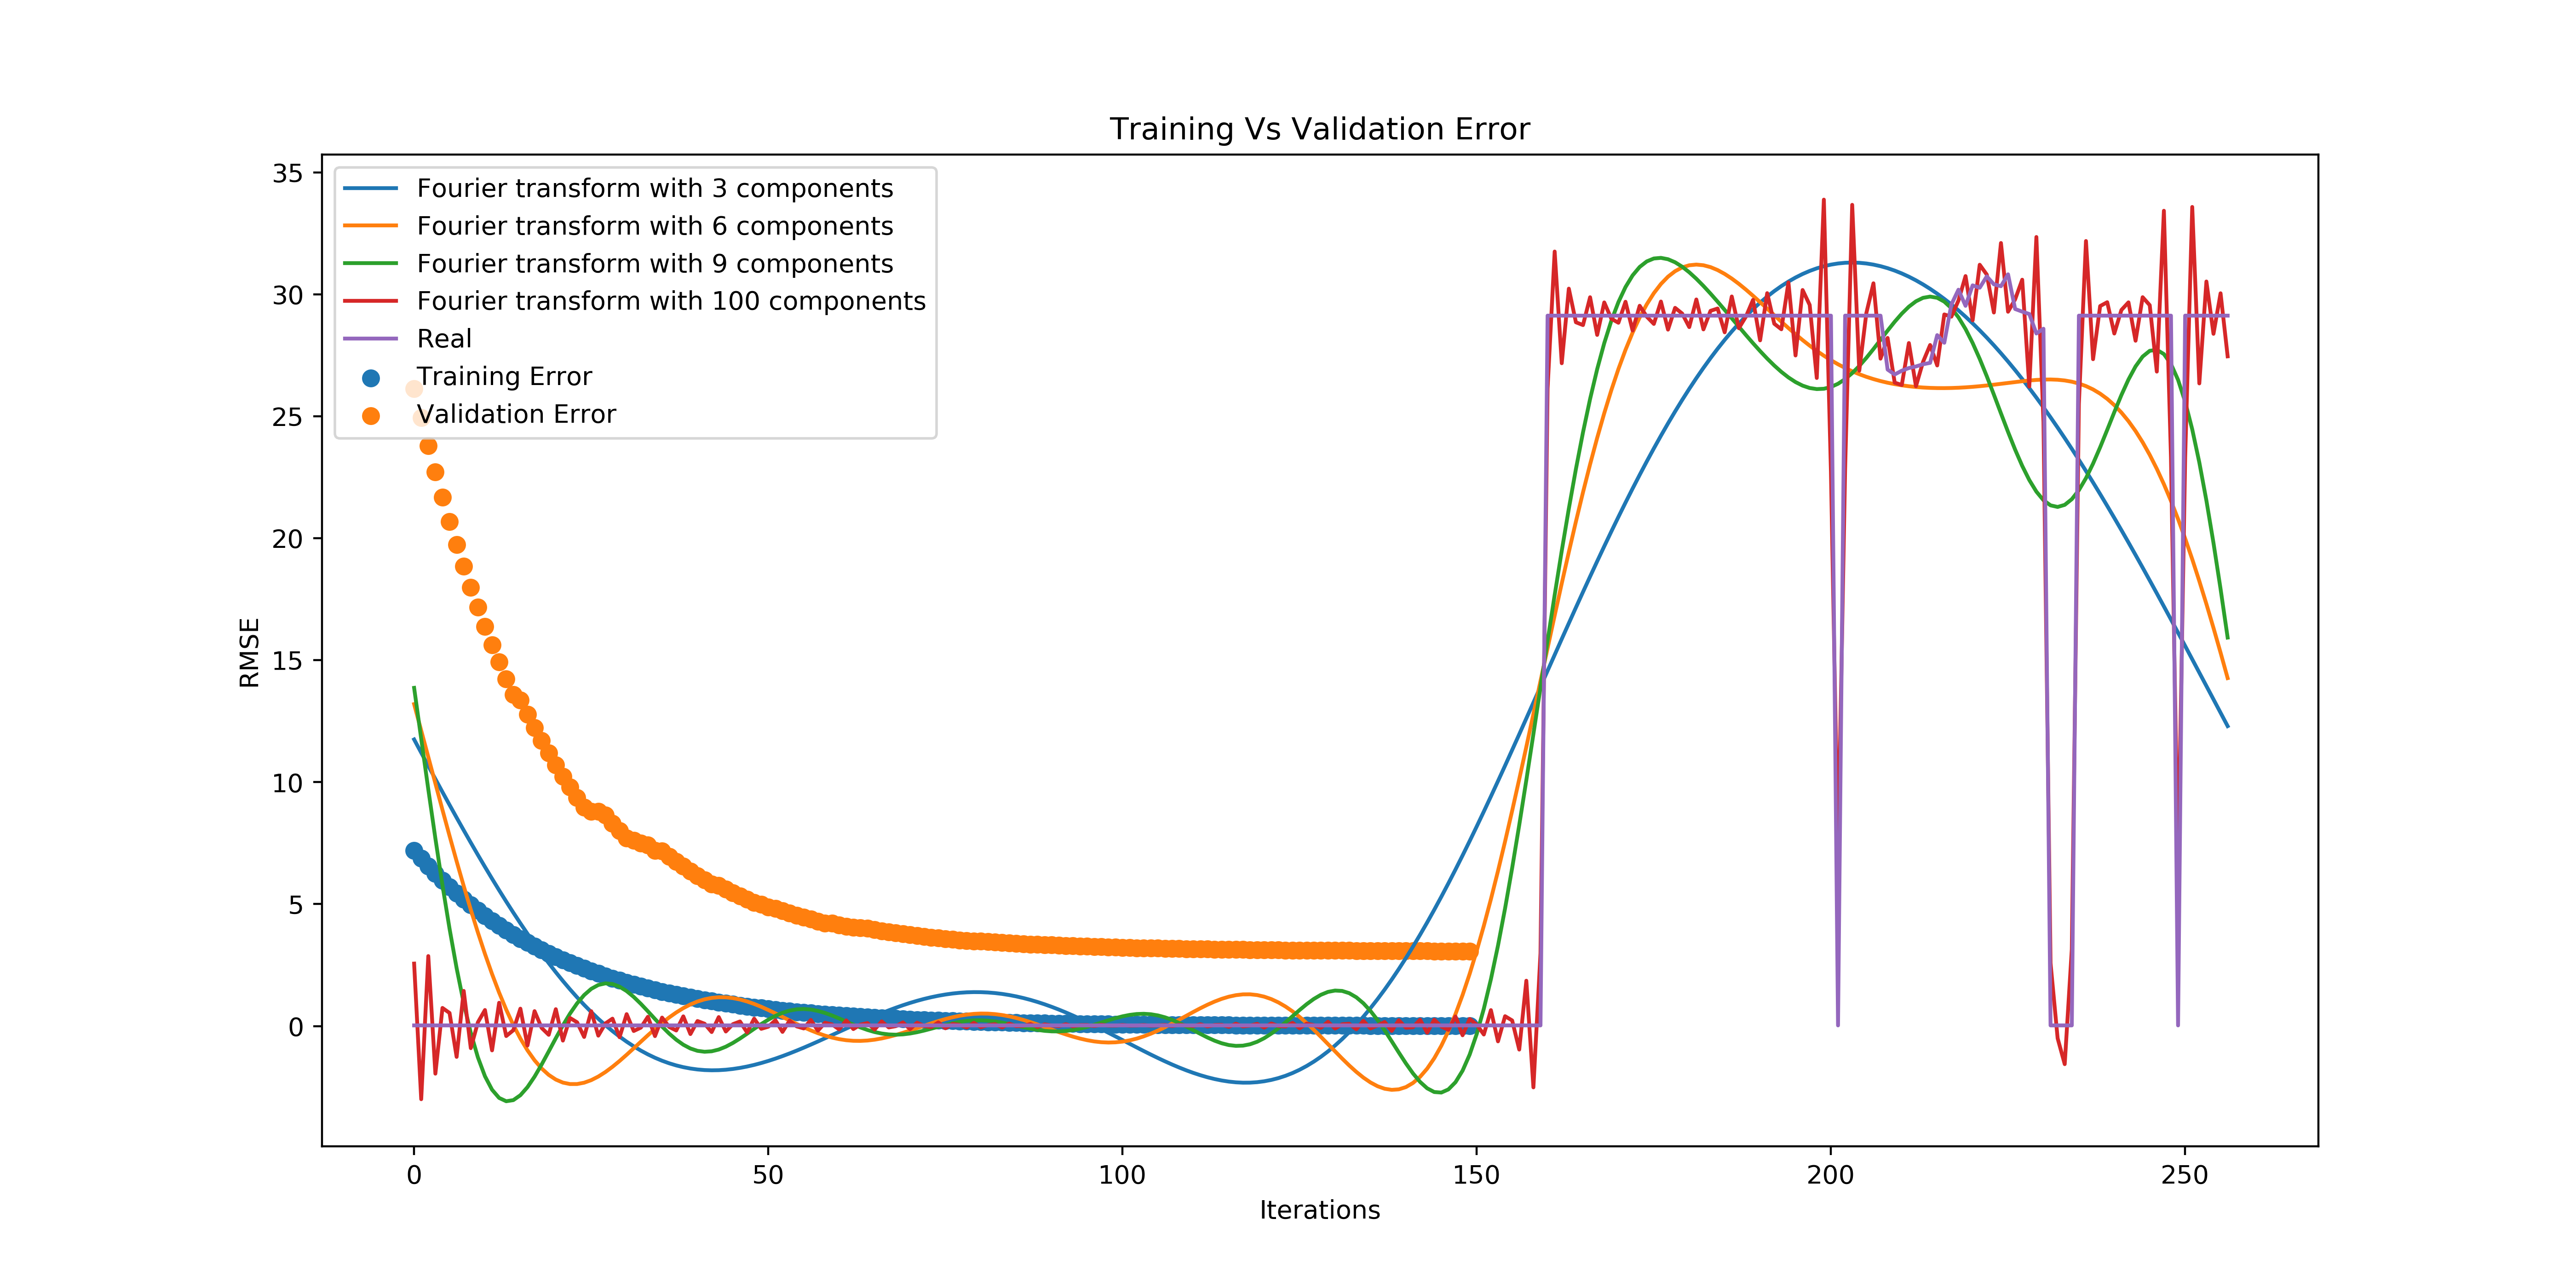 Training Vs Validation Error
35
30
25
20
15
10
5
0
RMSE
Fourier transform with 3 components
Fourier transform with 6 components
Fourier transform with 9 components
Fourier transform with 100 components
Real
Training Error
Validation Error
0
50
100
150
200
250
Iterations